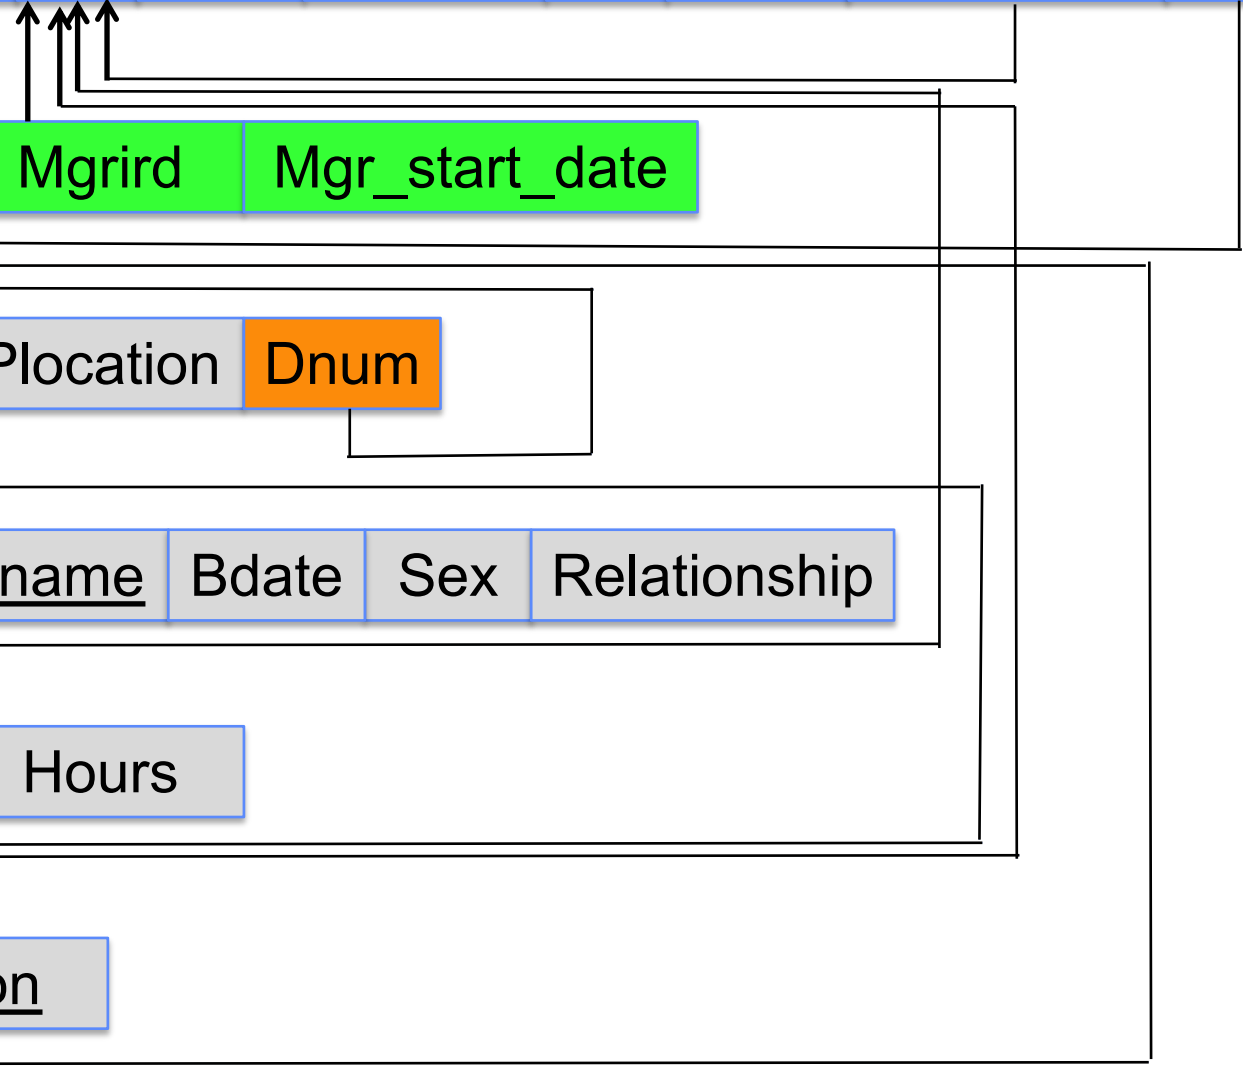 Mgrird Mgr_start_date
Plocation Dnum
name Bdate Sex Relationship
Hours
on